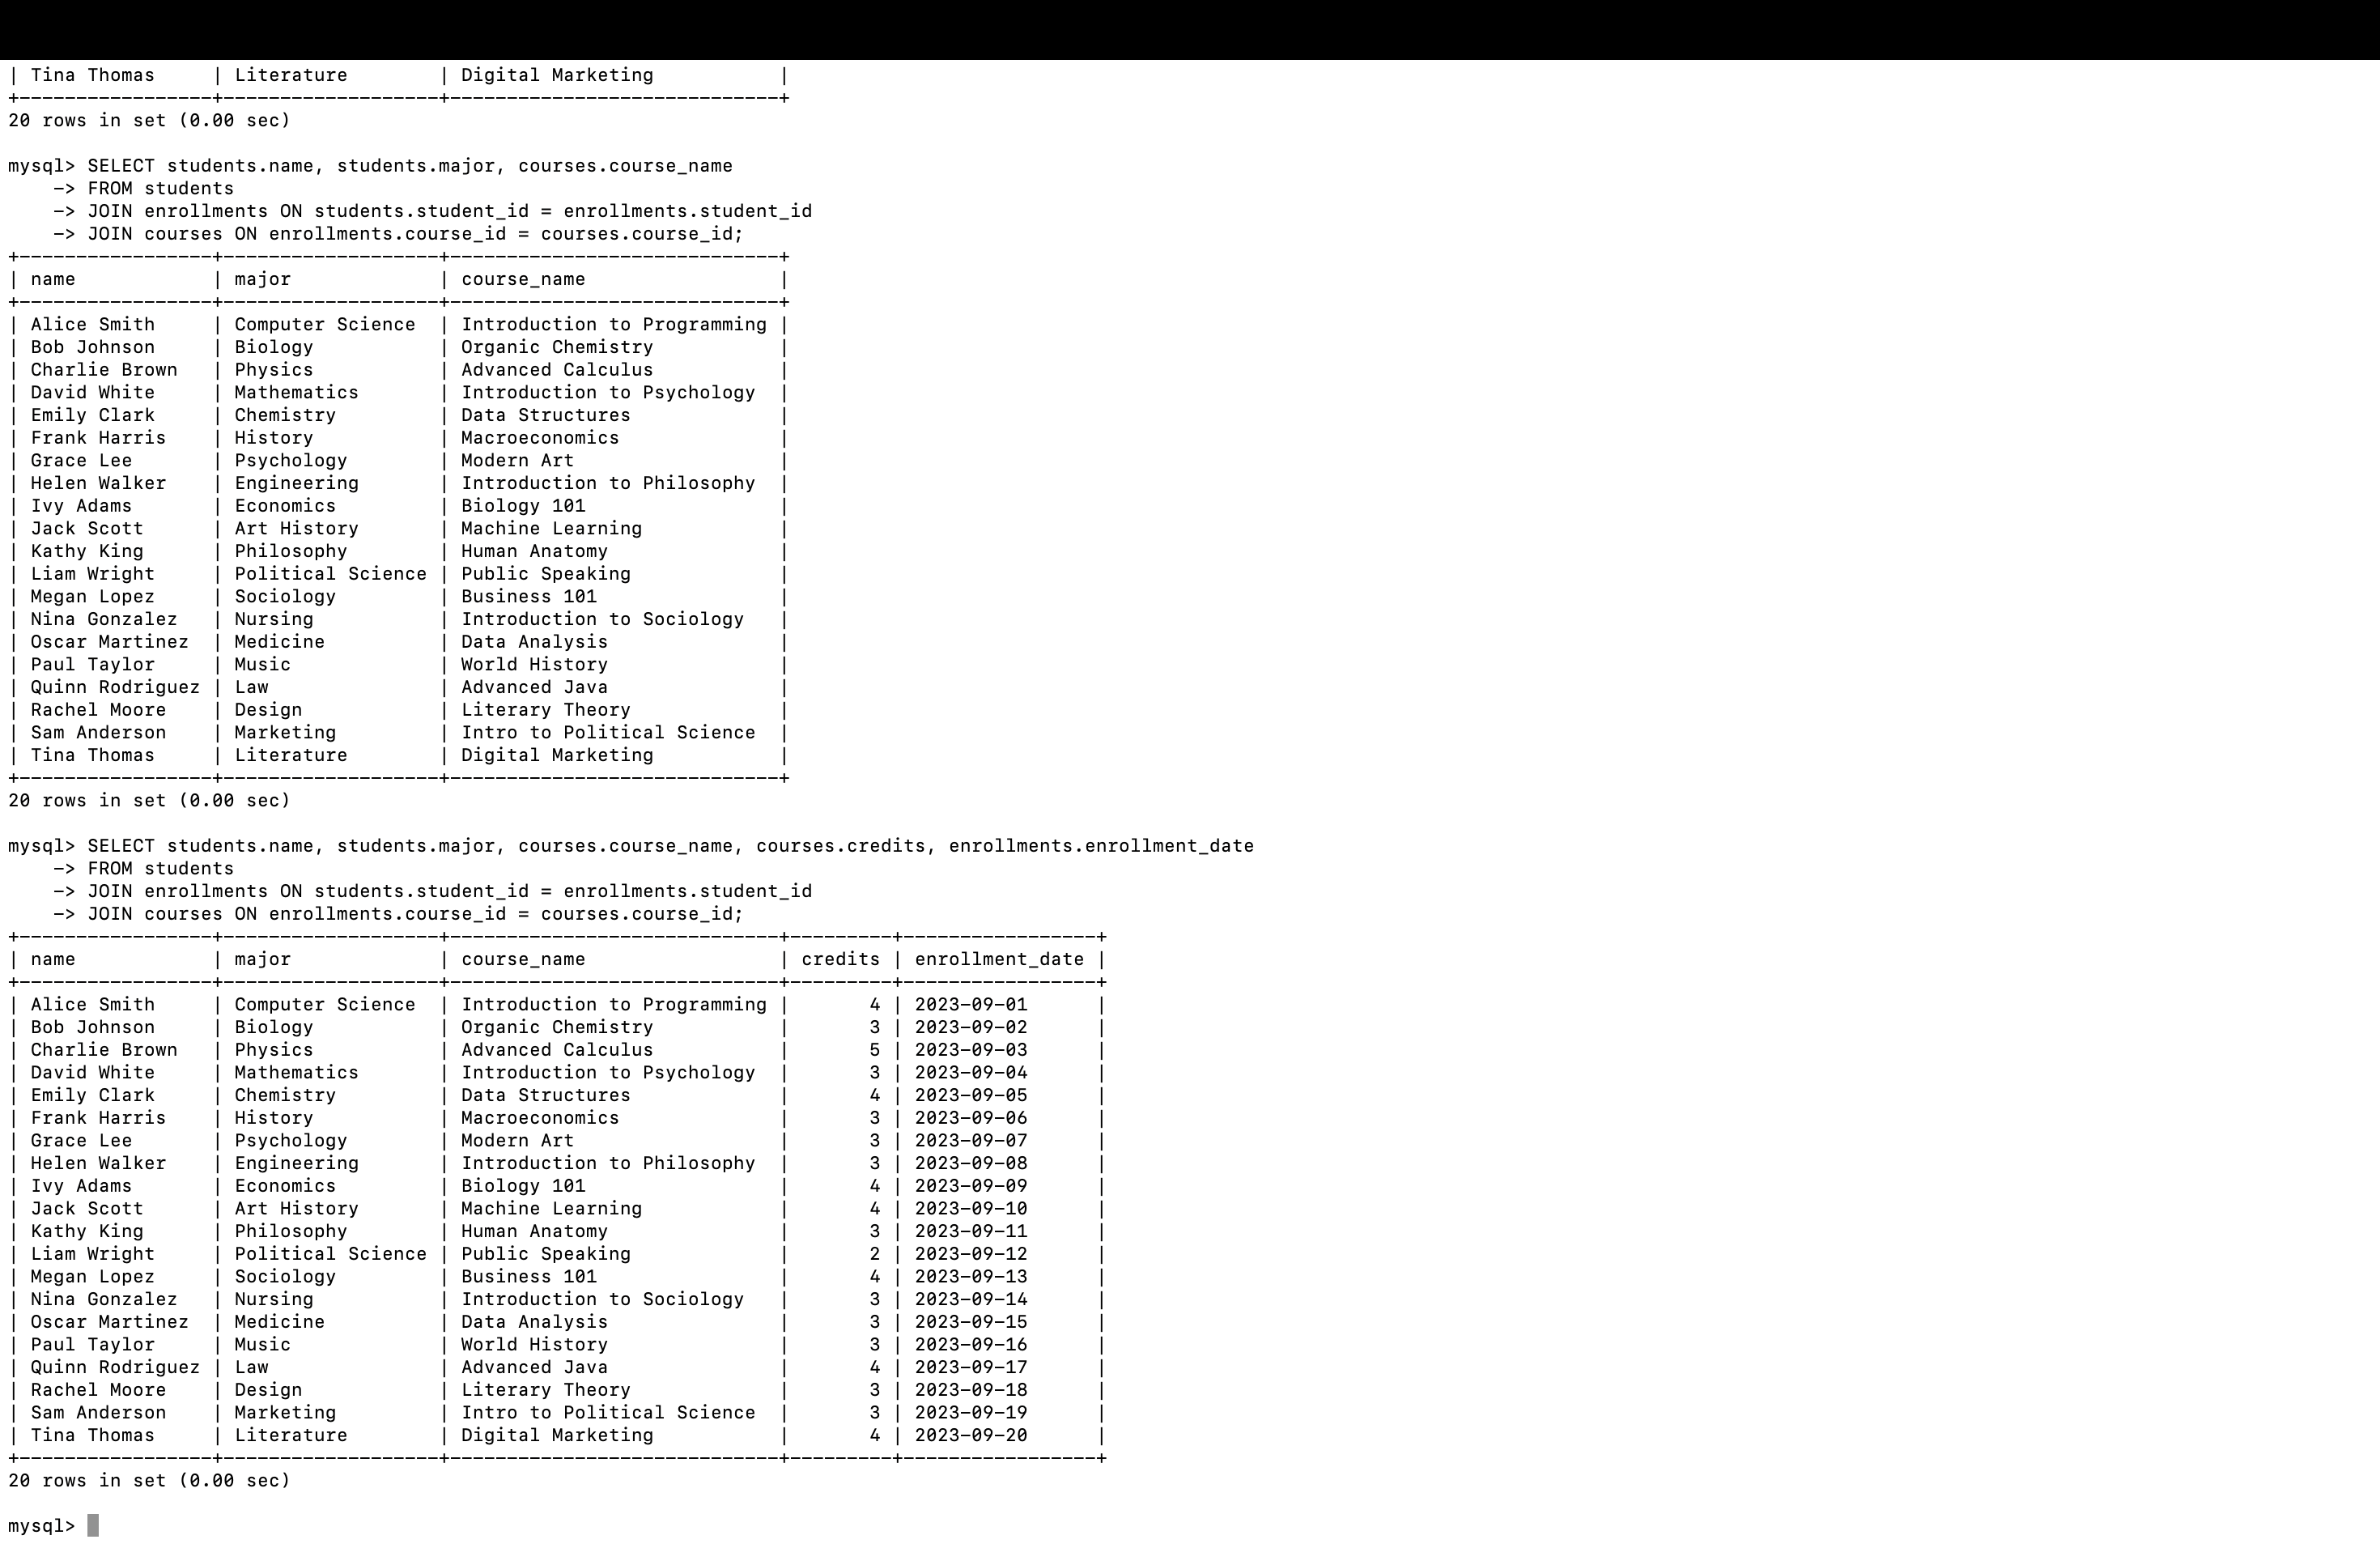 | Tina Thomas     | Literature        | Digital Marketing           |
+-----------------+-------------------+-----------------------------+
20 rows in set (0.00 sec)

mysql> SELECT students.name, students.major, courses.course_name
    -> FROM students
    -> JOIN enrollments ON students.student_id = enrollments.student_id
    -> JOIN courses ON enrollments.course_id = courses.course_id;
+-----------------+-------------------+-----------------------------+
| name            | major             | course_name                 |
+-----------------+-------------------+-----------------------------+
| Alice Smith     | Computer Science  | Introduction to Programming |
| Bob Johnson     | Biology           | Organic Chemistry           |
| Charlie Brown   | Physics           | Advanced Calculus           |
| David White     | Mathematics       | Introduction to Psychology  |
| Emily Clark     | Chemistry         | Data Structures             |
| Frank Harris    | History           | Macroeconomics              |
| Grace Lee       | Psychology        | Modern Art                  |
| Helen Walker    | Engineering       | Introduction to Philosophy  |
| Ivy Adams       | Economics         | Biology 101                 |
| Jack Scott      | Art History       | Machine Learning            |
| Kathy King      | Philosophy        | Human Anatomy               |
| Liam Wright     | Political Science | Public Speaking             |
| Megan Lopez     | Sociology         | Business 101                |
| Nina Gonzalez   | Nursing           | Introduction to Sociology   |
| Oscar Martinez  | Medicine          | Data Analysis               |
| Paul Taylor     | Music             | World History               |
| Quinn Rodriguez | Law               | Advanced Java               |
| Rachel Moore    | Design            | Literary Theory             |
| Sam Anderson    | Marketing         | Intro to Political Science  |
| Tina Thomas     | Literature        | Digital Marketing           |
+-----------------+-------------------+-----------------------------+
20 rows in set (0.00 sec)

mysql> SELECT students.name, students.major, courses.course_name, courses.credits, enrollments.enrollment_date
    -> FROM students
    -> JOIN enrollments ON students.student_id = enrollments.student_id
    -> JOIN courses ON enrollments.course_id = courses.course_id;
+-----------------+-------------------+-----------------------------+---------+-----------------+
| name            | major             | course_name                 | credits | enrollment_date |
+-----------------+-------------------+-----------------------------+---------+-----------------+
| Alice Smith     | Computer Science  | Introduction to Programming |       4 | 2023-09-01      |
| Bob Johnson     | Biology           | Organic Chemistry           |       3 | 2023-09-02      |
| Charlie Brown   | Physics           | Advanced Calculus           |       5 | 2023-09-03      |
| David White     | Mathematics       | Introduction to Psychology  |       3 | 2023-09-04      |
| Emily Clark     | Chemistry         | Data Structures             |       4 | 2023-09-05      |
| Frank Harris    | History           | Macroeconomics              |       3 | 2023-09-06      |
| Grace Lee       | Psychology        | Modern Art                  |       3 | 2023-09-07      |
| Helen Walker    | Engineering       | Introduction to Philosophy  |       3 | 2023-09-08      |
| Ivy Adams       | Economics         | Biology 101                 |       4 | 2023-09-09      |
| Jack Scott      | Art History       | Machine Learning            |       4 | 2023-09-10      |
| Kathy King      | Philosophy        | Human Anatomy               |       3 | 2023-09-11      |
| Liam Wright     | Political Science | Public Speaking             |       2 | 2023-09-12      |
| Megan Lopez     | Sociology         | Business 101                |       4 | 2023-09-13      |
| Nina Gonzalez   | Nursing           | Introduction to Sociology   |       3 | 2023-09-14      |
| Oscar Martinez  | Medicine          | Data Analysis               |       3 | 2023-09-15      |
| Paul Taylor     | Music             | World History               |       3 | 2023-09-16      |
| Quinn Rodriguez | Law               | Advanced Java               |       4 | 2023-09-17      |
| Rachel Moore    | Design            | Literary Theory             |       3 | 2023-09-18      |
| Sam Anderson    | Marketing         | Intro to Political Science  |       3 | 2023-09-19      |
| Tina Thomas     | Literature        | Digital Marketing           |       4 | 2023-09-20      |
+-----------------+-------------------+-----------------------------+---------+-----------------+
20 rows in set (0.00 sec)

mysql>